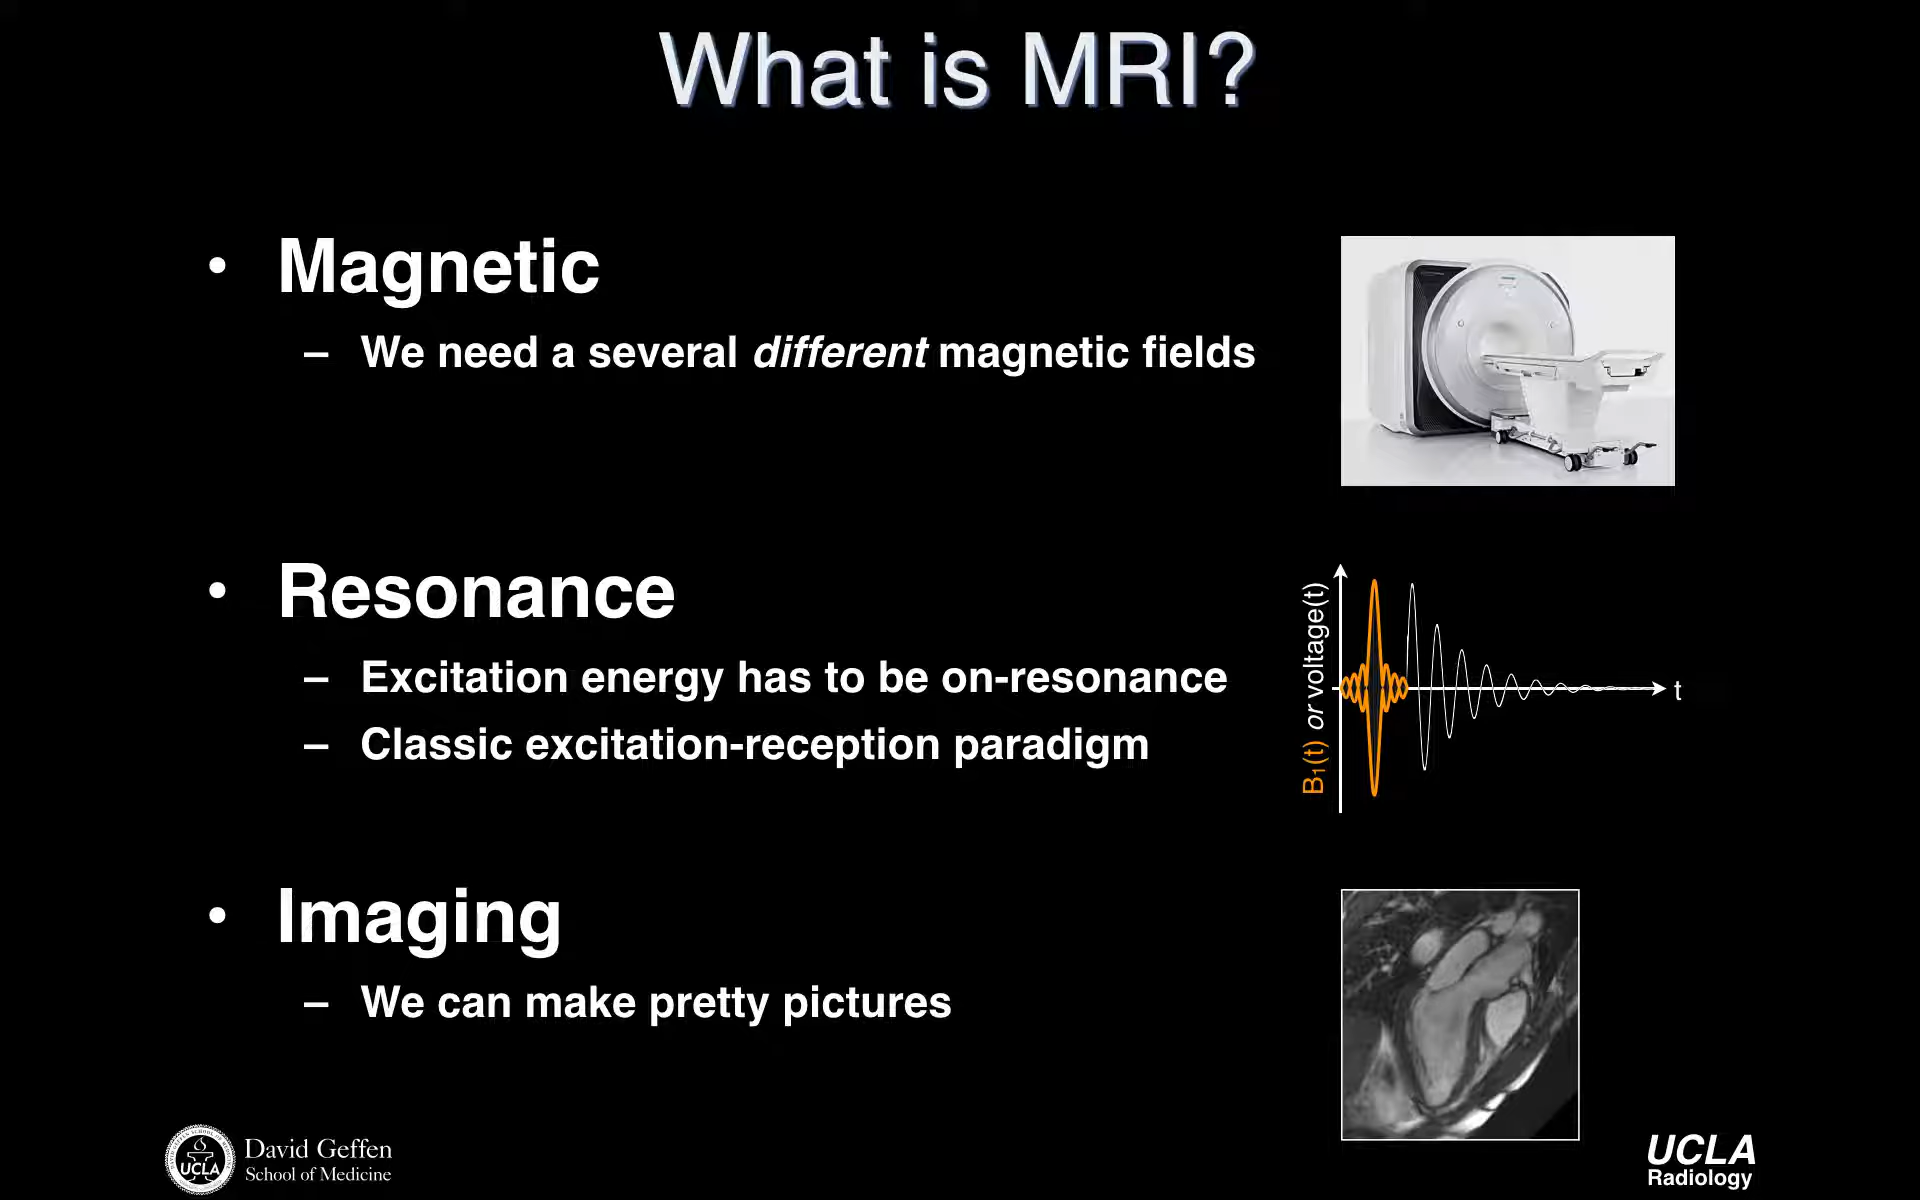 What is MRI?
• Magnetic
– We need a several different magnetic fields
• Resonance
– Excitation energy has to be on-resonance
– Classic excitation-reception paradigm
B₁(t) or voltage(t)
t
• Imaging
– We can make pretty pictures
UCLA
David Geffen
School of Medicine
UCLA
Radiology